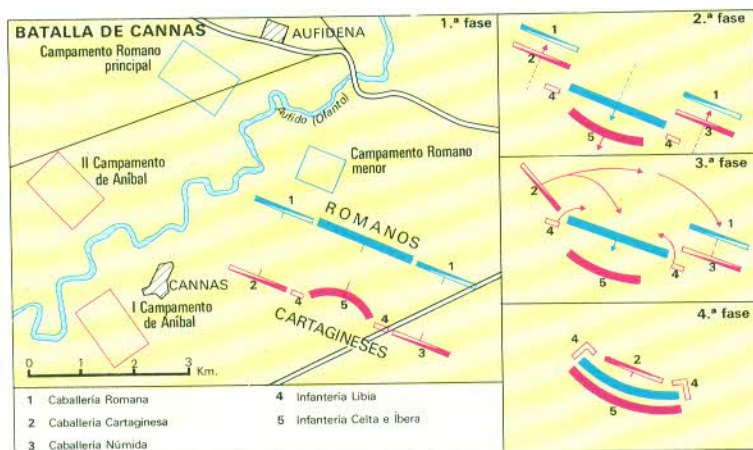 BATALLA DE CANNAS
AUFIDENA
1.ª fase
Campamento Romano
principal
Aufido (Ofanto)
II Campamento
de Aníbal
Campamento Romano
menor
1
ROMANOS
1
CANNAS
I Campamento
de Aníbal
2
4
5
4
3
CARTAGINESES
0 1 2 3
Km.
2.ª fase
1
2
4
5
4
1
3
3.ª fase
2
4
5
4
1
3
4.ª fase
4
2
4
5
1 Caballería Romana
2 Caballería Cartaginesa
3 Caballería Númida
4 Infantería Libia
5 Infantería Celta e Íbera